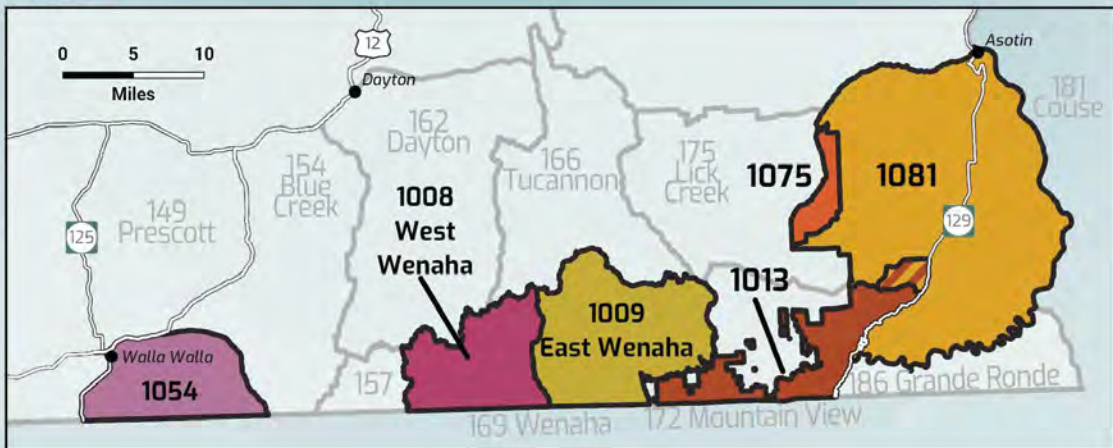 0 5 10
Miles
12
Asotin
Dayton
181
Couse
162
Dayton
154
Blue
Creek
166
Tucannon
175
Lick
Creek
1075
1081
149
Prescott
125
129
1008
West
Wenaha
1013
1009
East Wenaha
Walla Walla
1054
157
186 Grande Ronde
169 Wenaha
172 Mountain View